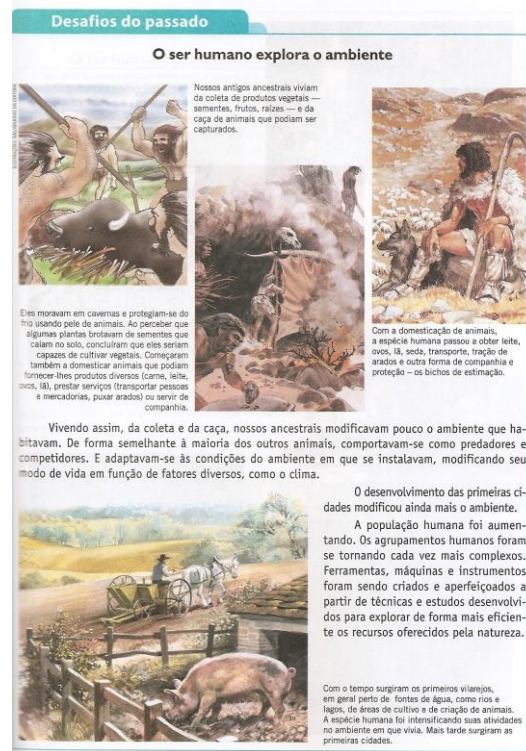 Desafios do passado
O ser humano explora o ambiente
Nossos antigos ancestrais viviam
da coleta de produtos vegetais —
sementes, frutos, raízes — e da
caça de animais que podiam ser
capturados.
Eles moravam em cavernas e protegiam-se do
frio usando pele de animais. Ao perceber que
algumas plantas brotavam de sementes que
caíam no solo, concluíram que eles seriam
capazes de cultivar vegetais. Começaram
também a domesticar animais que podiam
fornecer-lhes produtos diversos (carne, leite,
ovos, lã), prestar serviços (transportar pessoas
e mercadorias, puxar arados) ou servir de
companhia.
Com a domesticação de animais,
a espécie humana passou a obter leite,
ovos, lã, seda, transporte, tração de
arados e outra forma de companhia e
proteção – os bichos de estimação.
Vivendo assim, da coleta e da caça, nossos ancestrais modificavam pouco o ambiente que ha-
bitavam. De forma semelhante à maioria dos outros animais, comportavam-se como predadores e
competidores. E adaptavam-se às condições do ambiente em que se instalavam, modificando seu
modo de vida em função de fatores diversos, como o clima.
O desenvolvimento das primeiras ci-
dades modificou ainda mais o ambiente.
A população humana foi aumen-
tando. Os agrupamentos humanos foram
se tornando cada vez mais complexos.
Ferramentas, máquinas e instrumentos
foram sendo criados e aperfeiçoados a
partir de técnicas e estudos desenvolvi-
dos para explorar de forma mais eficien-
te os recursos oferecidos pela natureza.
Com o tempo surgiram os primeiros vilarejos,
em geral perto de fontes de água, como rios e
lagos, de áreas de cultivo e de criação de animais.
A espécie humana foi intensificando suas atividades
no ambiente em que vivia. Mais tarde surgiram as
primeiras cidades.